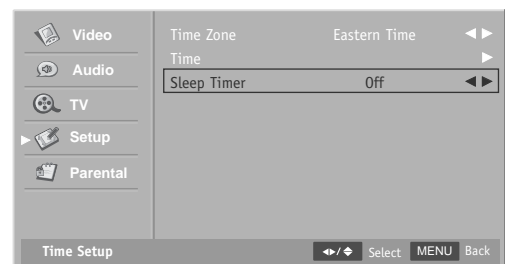 Video
Audio
TV
Setup
Parental
Time Zone Eastern Time
Time
Sleep Timer Off
Time Setup Select MENU Back